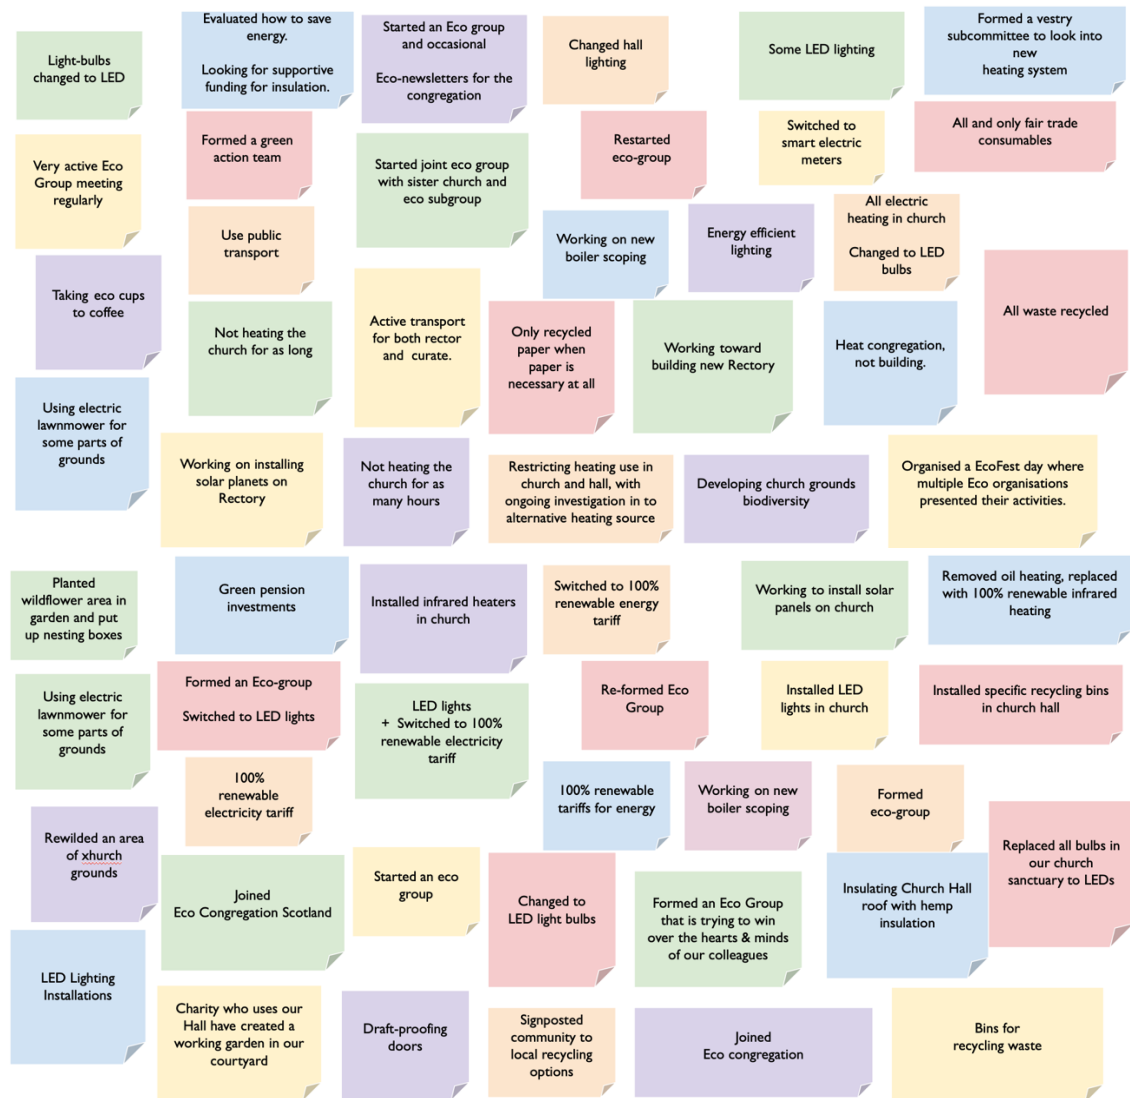 Light-bulbs
changed to LED
Evaluated how to save
energy.
Looking for supportive
funding for insulation.
Started an Eco group
and occasional
Eco-newsletters for the
congregation
Changed hall
lighting
Some LED lighting
Formed a vestry
subcommittee to look into
new
heating system
Very active Eco
Group meeting
regularly
Formed a green
action team
Started joint eco group
with sister church and
eco subgroup
Restarted
eco-group
Switched to
smart electric
meters
All and only fair trade
consumables
Use public
transport
Working on new
boiler scoping
Energy efficient
lighting
All electric
heating in church
Changed to LED
bulbs
Taking eco cups
to coffee
Not heating the
church for as long
Active transport
for both rector
and  curate.
Only recycled
paper when
paper is
necessary at all
Working toward
building new Rectory
Heat congregation,
not building.
All waste recycled
Using electric
lawnmower for
some parts of
grounds
Working on installing
solar planets on
Rectory
Not heating the
church for as
many hours
Restricting heating use in
church and hall, with
ongoing investigation in to
alternative heating source
Developing church grounds
biodiversity
Organised a EcoFest day where
multiple Eco organisations
presented their activities.
Planted
wildflower area in
garden and put
up nesting boxes
Green pension
investments
Installed infrared heaters
in church
Switched to 100%
renewable energy
tariff
Working to install solar
panels on church
Removed oil heating, replaced
with 100% renewable infrared
heating
Using electric
lawnmower for
some parts of
grounds
Formed an Eco-group
Switched to LED lights
LED lights
+ Switched to 100%
renewable electricity
tariff
Re-formed Eco
Group
Installed LED
lights in church
Installed specific recycling bins
in church hall
100%
renewable
electricity tariff
100% renewable
tariffs for energy
Working on new
boiler scoping
Formed
eco-group
Rewilded an area
of xhurch
grounds
Joined
Eco Congregation Scotland
Started an eco
group
Changed to
LED light bulbs
Formed an Eco Group
that is trying to win
over the hearts & minds
of our colleagues
Insulating Church Hall
roof with hemp
insulation
Replaced all bulbs in
our church
sanctuary to LEDs
LED Lighting
Installations
Charity who uses our
Hall have created a
working garden in our
courtyard
Draft-proofing
doors
Signposted
community to
local recycling
options
Joined
Eco congregation
Bins for
recycling waste